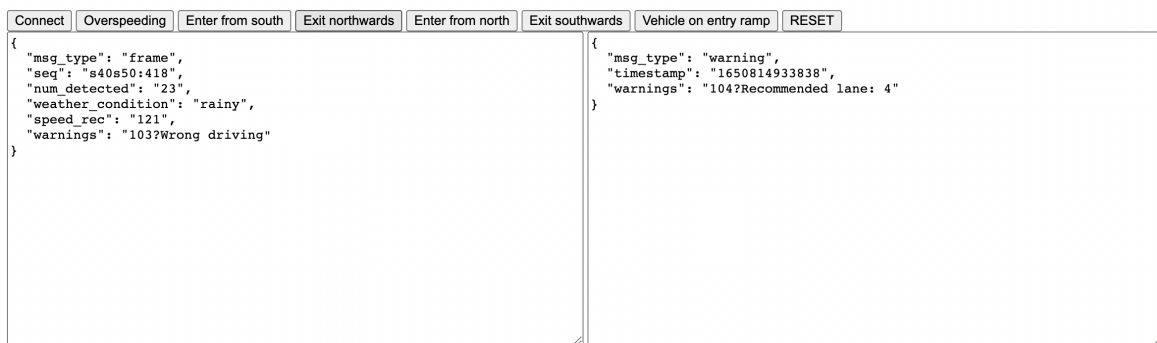 Connect Overspeeding Enter from south Exit northwards Enter from north Exit southwards Vehicle on entry ramp RESET
{
"msg_type": "frame",
"seq": "s40s50:418",
"num_detected": "23",
"weather_condition": "rainy",
"speed_rec": "121",
"warnings": "103?Wrong driving"
}
{
"msg_type": "warning",
"timestamp": "1650814933838",
"warnings": "104?Recommended lane: 4"
}